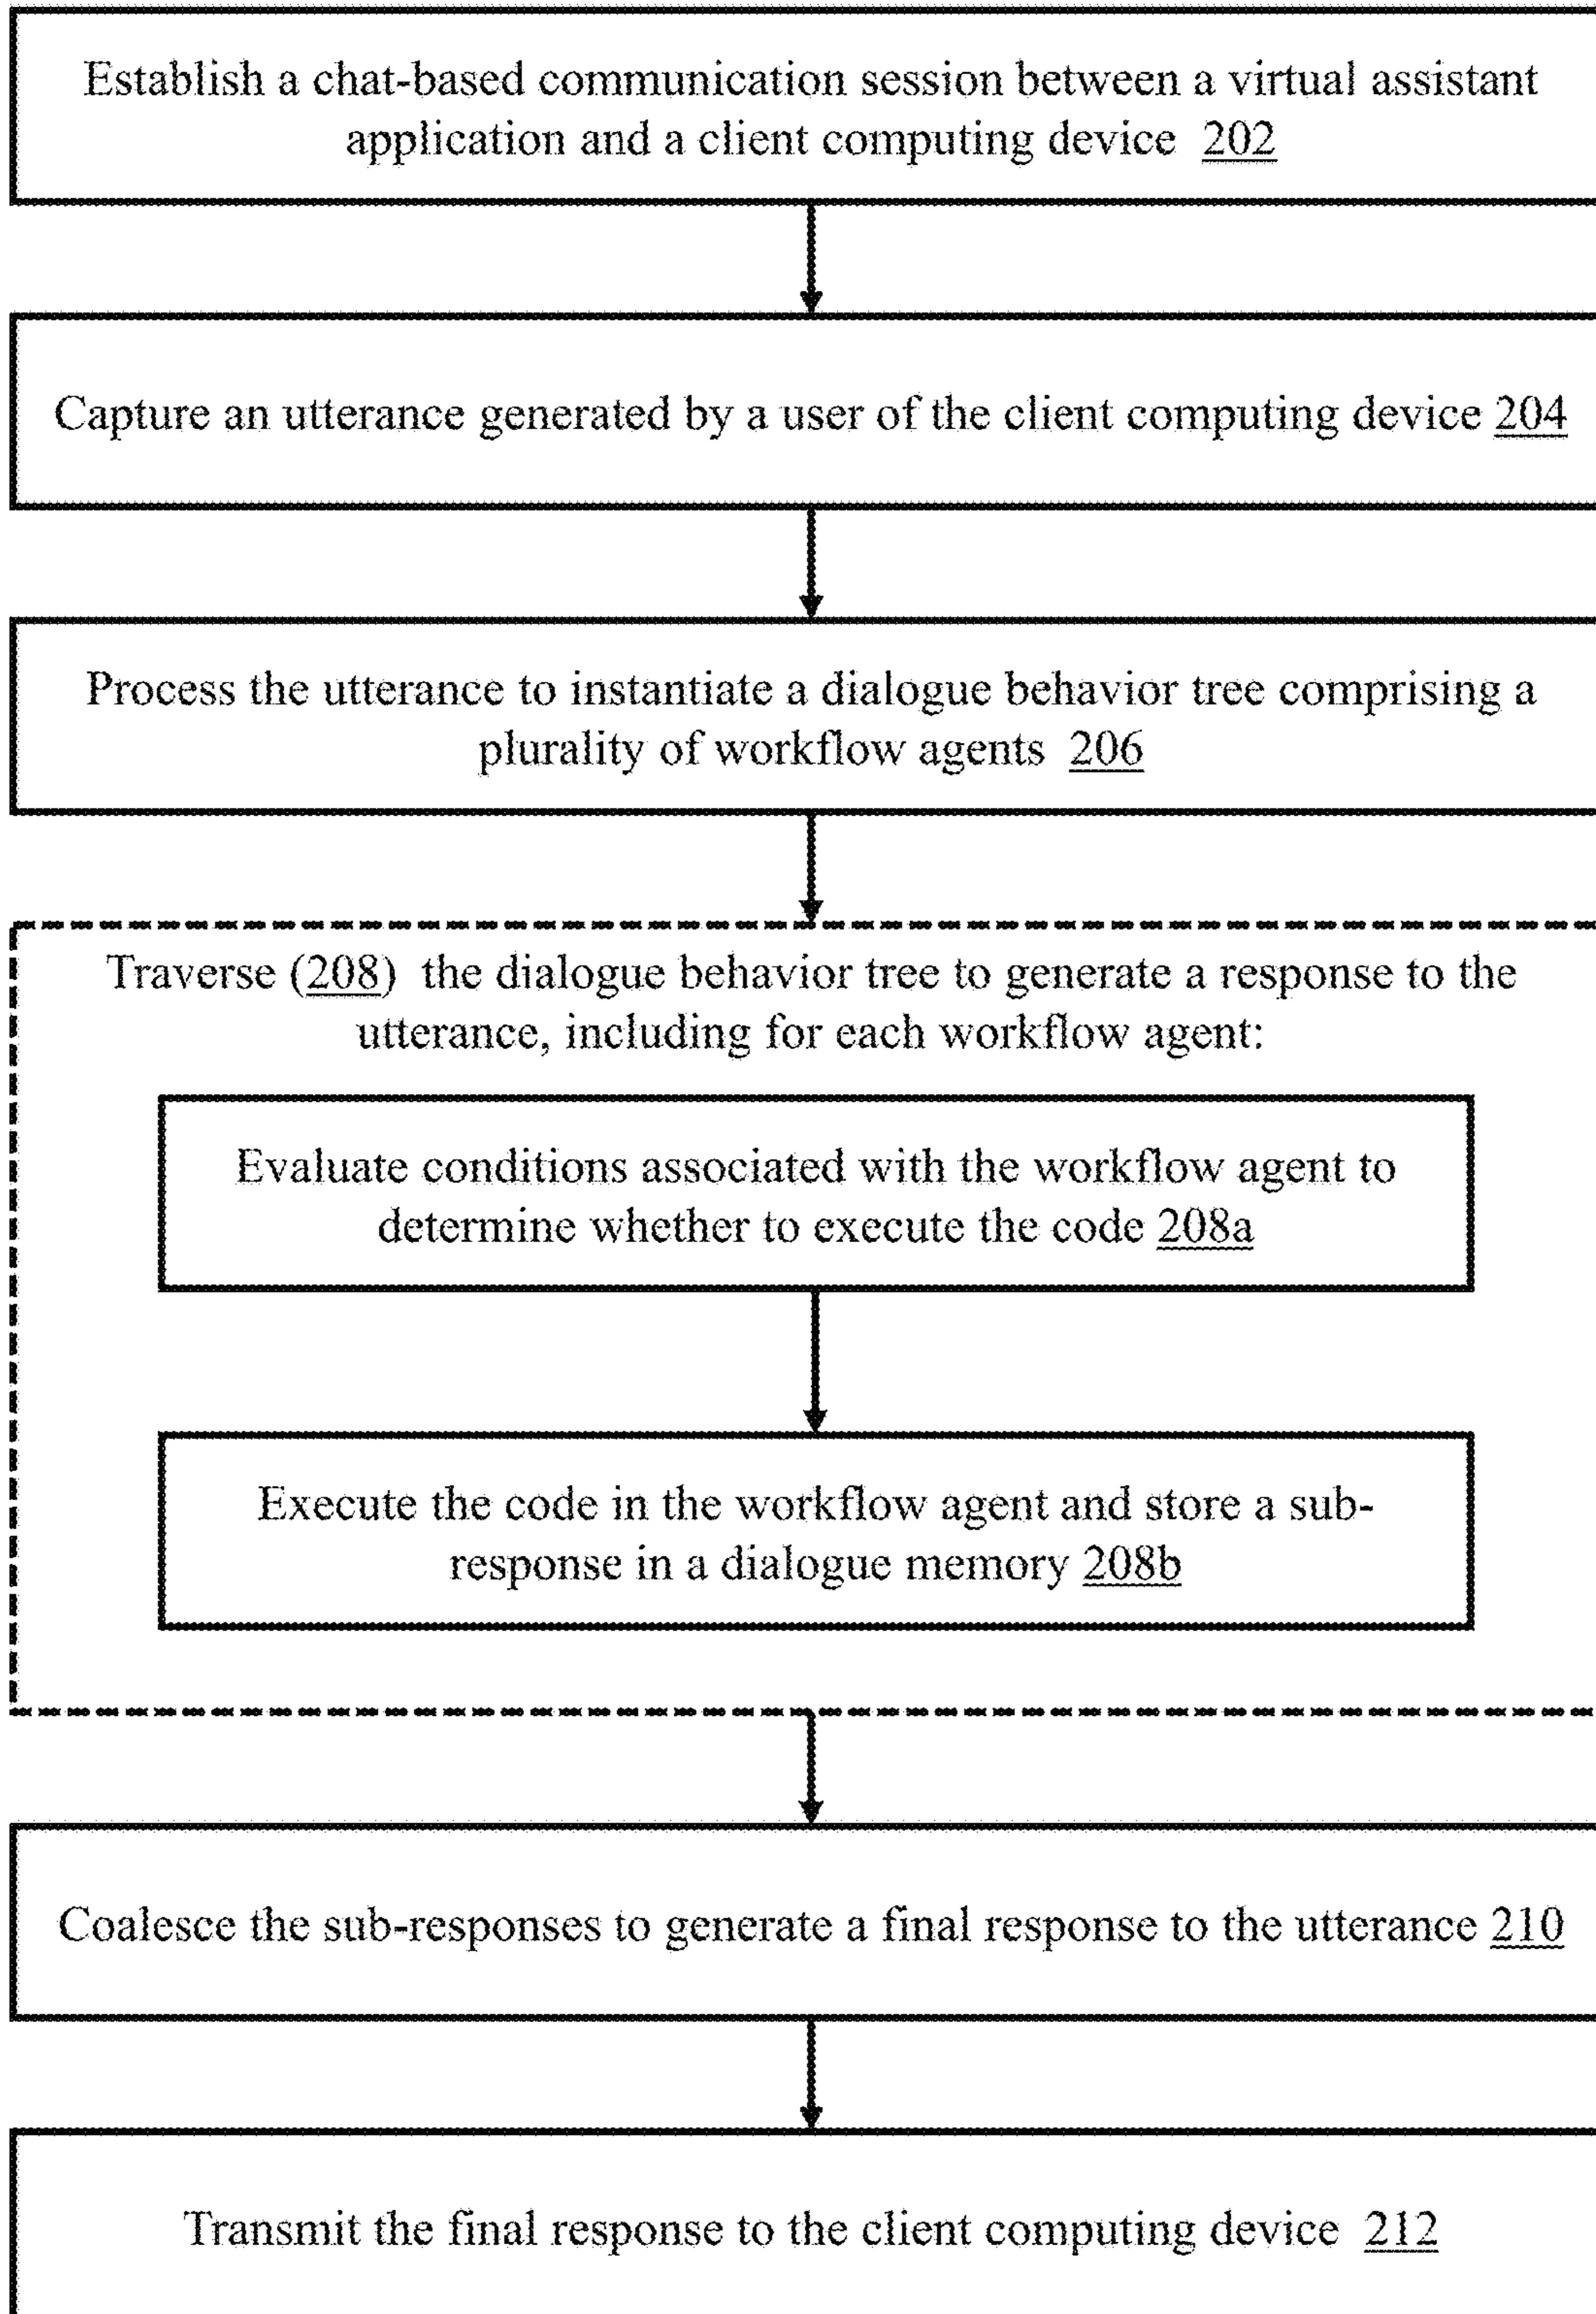 Establish a chat-based communication session between a virtual assistant
application and a client computing device 202
Capture an utterance generated by a user of the client computing device 204
Process the utterance to instantiate a dialogue behavior tree comprising a
plurality of workflow agents 206
Traverse (208) the dialogue behavior tree to generate a response to the
utterance, including for each workflow agent:
Evaluate conditions associated with the workflow agent to
determine whether to execute the code 208a
Execute the code in the workflow agent and store a sub-
response in a dialogue memory 208b
Coalesce the sub-responses to generate a final response to the utterance 210
Transmit the final response to the client computing device 212